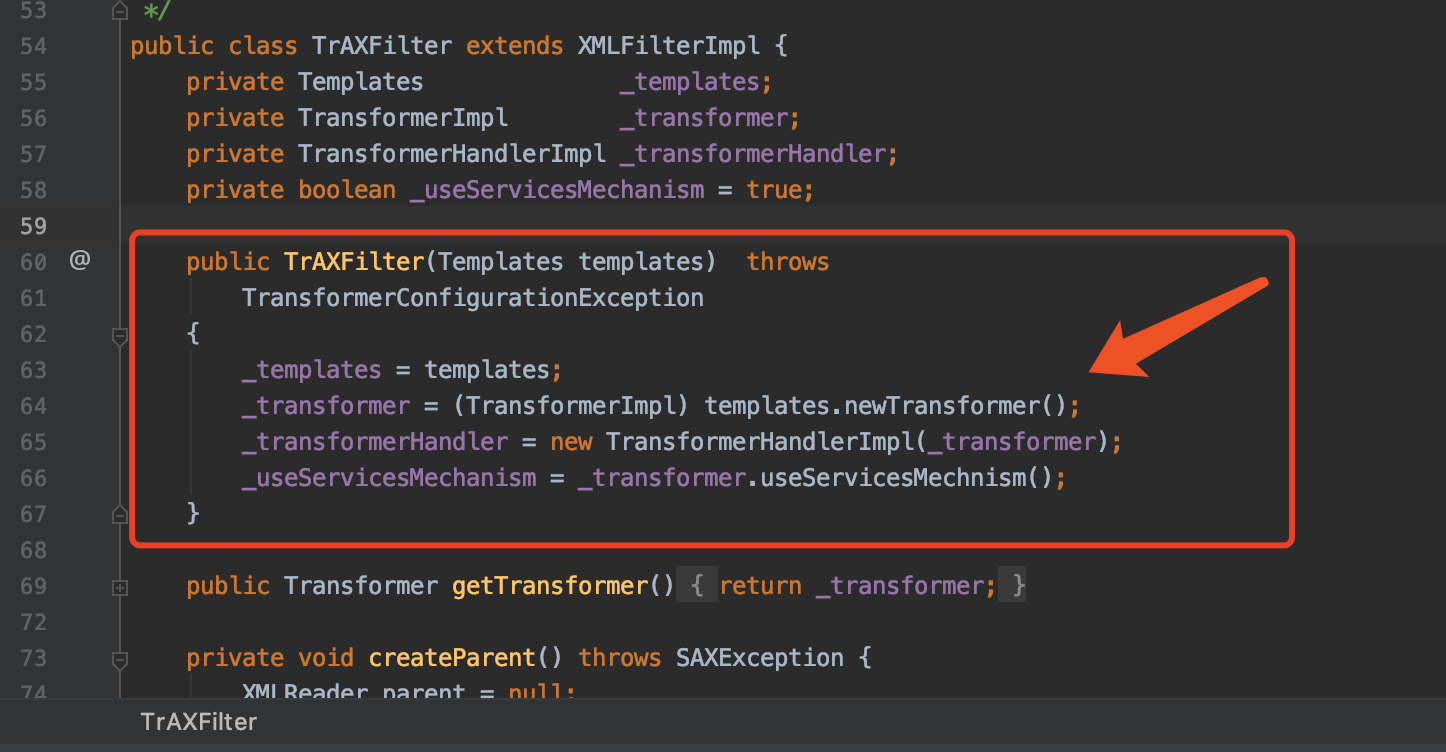 53 */
54 public class TrAXFilter extends XMLFilterImpl {
55 private Templates _templates;
56 private TransformerImpl _transformer;
57 private TransformerHandlerImpl _transformerHandler;
58 private boolean _useServicesMechanism = true;
59
60 @ public TrAXFilter(Templates templates) throws
61 TransformerConfigurationException
62 {
63 _templates = templates;
64 _transformer = (TransformerImpl) templates.newTransformer();
65 _transformerHandler = new TransformerHandlerImpl(_transformer);
66 _useServicesMechanism = _transformer.useServicesMechnism();
67 }
68
69 public Transformer getTransformer() { return _transformer; }
72
73 private void createParent() throws SAXException {
74 XMLReader parent = null;
TrAXFilter